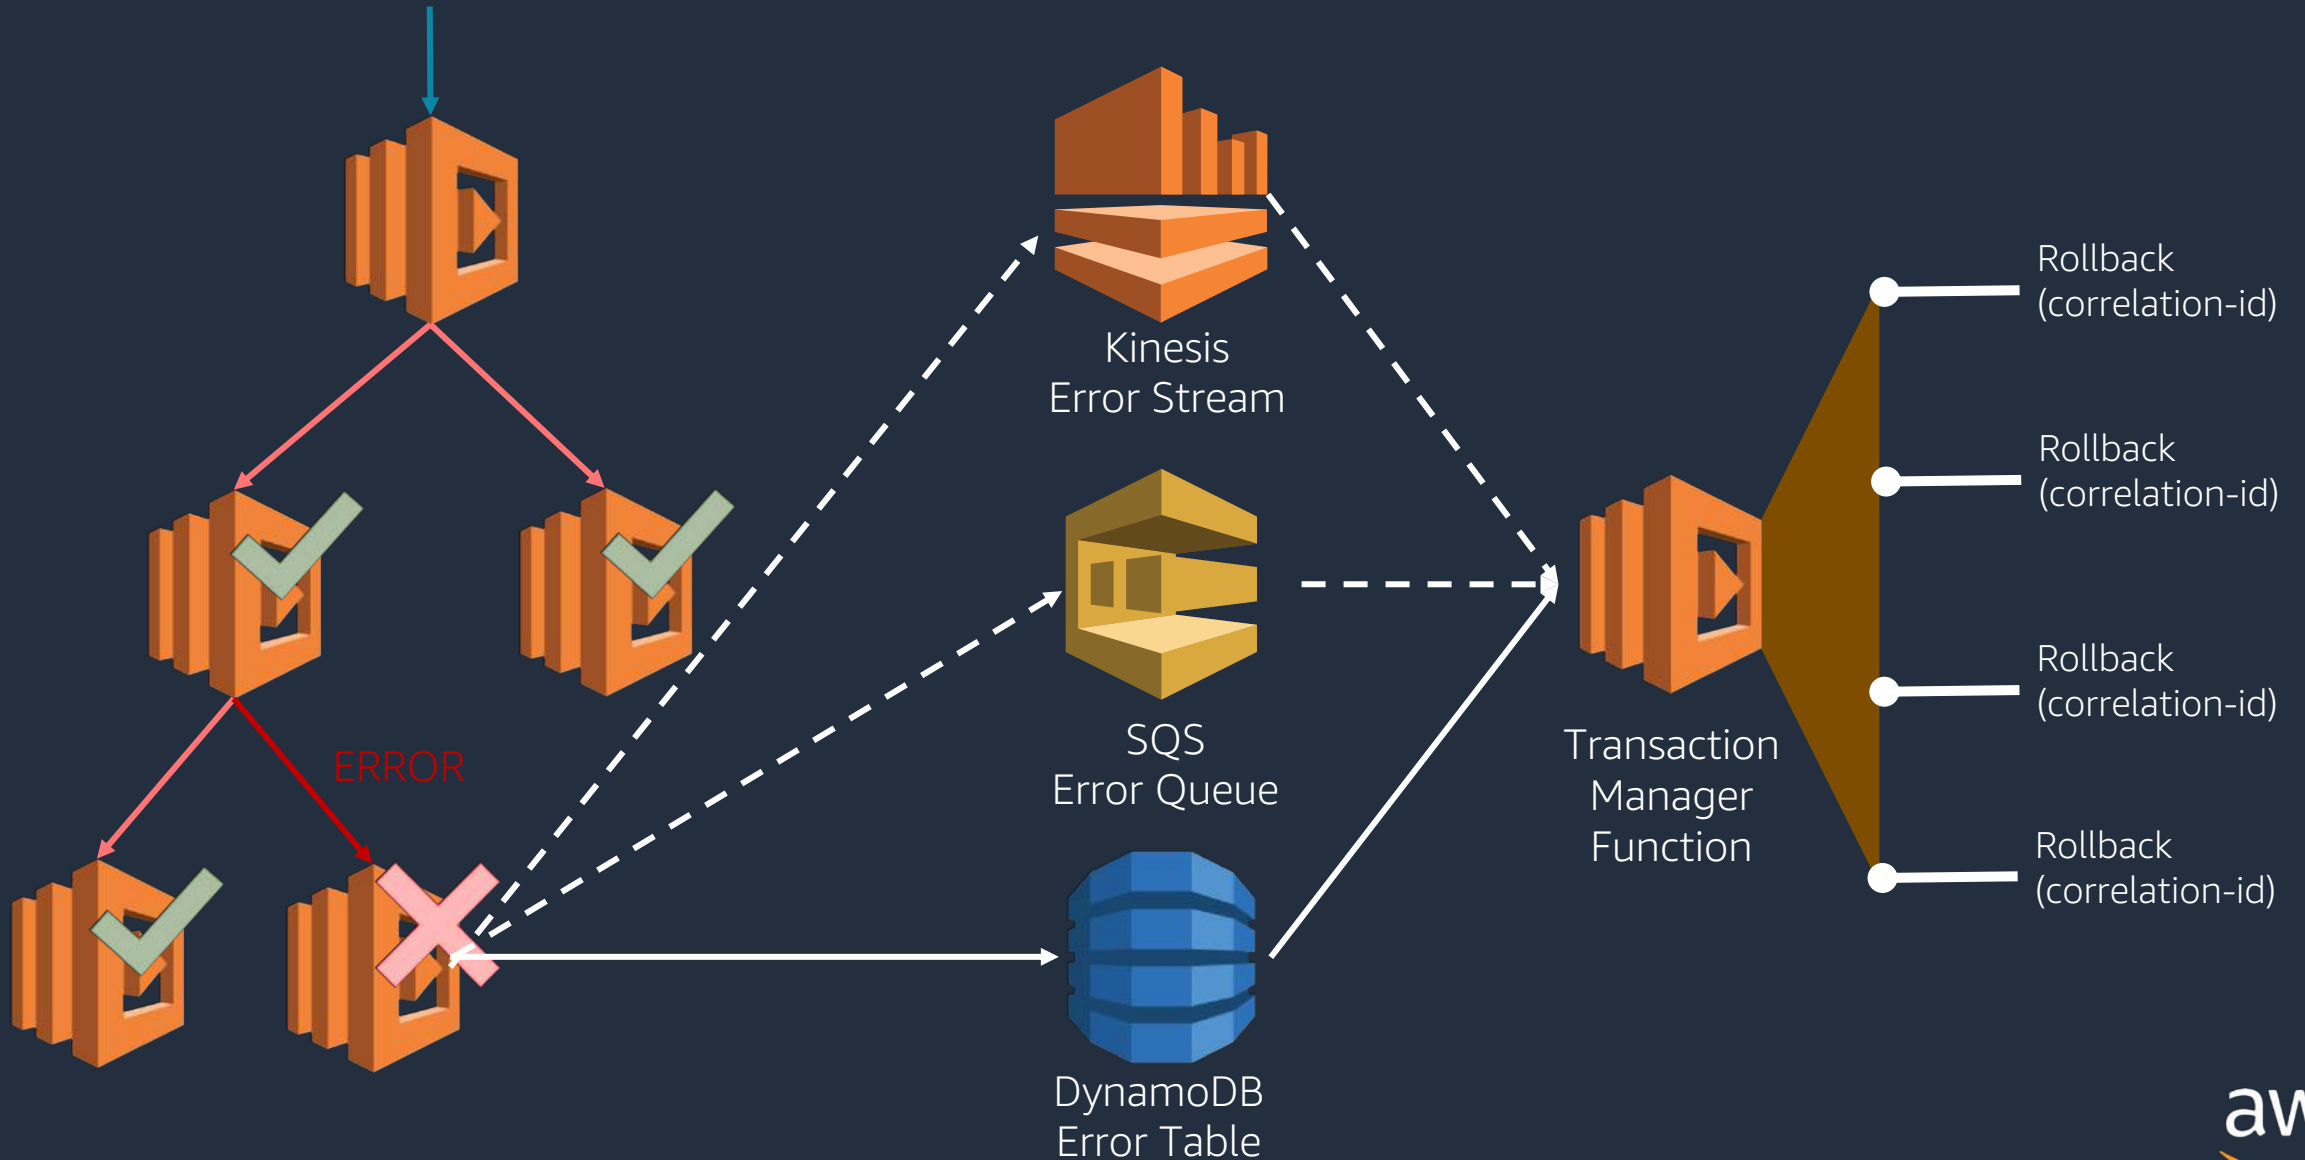 ERROR
Kinesis
Error Stream
SQS
Error Queue
DynamoDB
Error Table
Transaction
Manager
Function
Rollback
(correlation-id)
Rollback
(correlation-id)
Rollback
(correlation-id)
Rollback
(correlation-id)